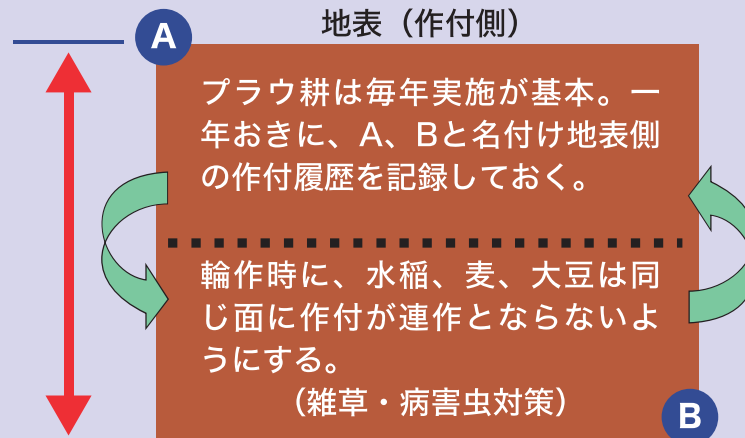 地表（作付側）
A
プラウ耕は毎年実施が基本。一
年おきに、A、Bと名付け地表側
の作付履歴を記録しておく。
輪作時に、水稲、麦、大豆は同
じ面に作付が連作とならないよ
うにする。
（雑草・病害虫対策）
B